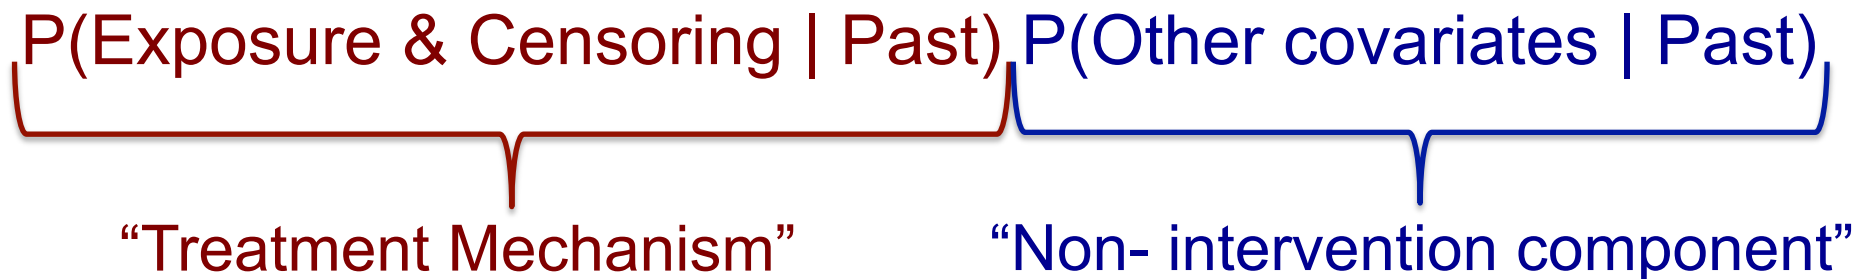 P(Exposure & Censoring | Past) P(Other covariates | Past)
“Treatment Mechanism” “Non- intervention component”